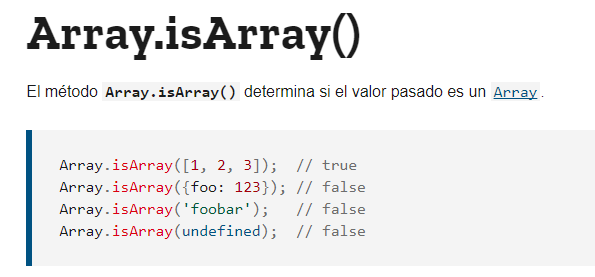 Array.isArray()
El método Array.isArray() determina si el valor pasado es un Array.
Array.isArray([1, 2, 3]);  // true
Array.isArray({foo: 123}); // false
Array.isArray('foobar');   // false
Array.isArray(undefined);  // false